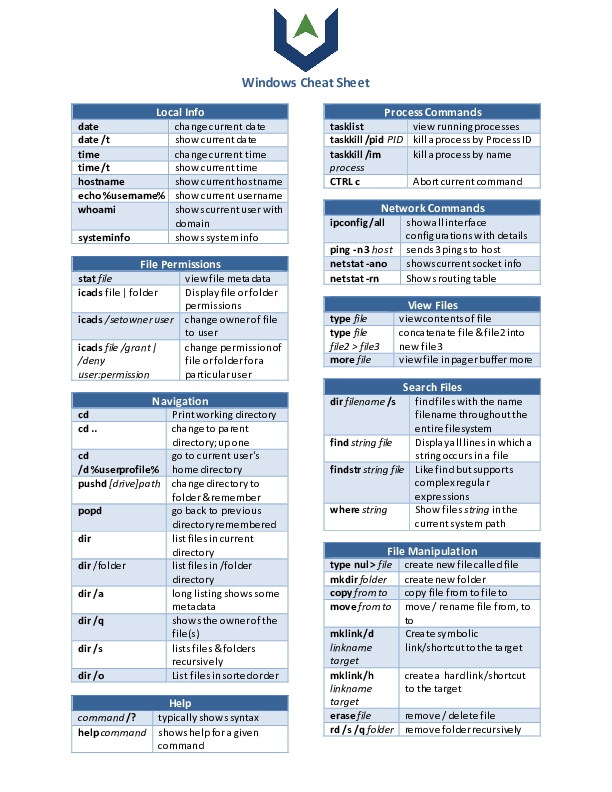 Windows Cheat Sheet
Local Info
date change current date
date /t show current date
time change current time
time /t show current time
hostname show current hostname
echo %username% show current username
whoami shows current user with
domain
systeminfo shows system info
File Permissions
stat file view file metadata
icacls file | folder Display file or folder
permissions
icacls /setowner user change owner of file
to user
icacls file /grant | change permission of
/deny file or folder for a
user:permission particular user
Navigation
cd Print working directory
cd .. change to parent
directory; up one
cd go to current user's
/d %userprofile% home directory
pushd [drive]path change directory to
folder & remember
popd go back to previous
directory remembered
dir list files in current
directory
dir /folder list files in /folder
directory
dir /a long listing shows some
metadata
dir /q shows the owner of the
file(s)
dir /s lists files & folders
recursively
dir /o List files in sorted order
Help
command /? typically shows syntax
help command shows help for a given
command
Process Commands
tasklist view running processes
taskkill /pid PID kill a process by Process ID
taskkill /im kill a process by name
process
CTRL c Abort current command
Network Commands
ipconfig /all show all interface
configurations with details
ping -n 3 host sends 3 pings to host
netstat -ano shows current socket info
netstat -rn Shows routing table
View Files
type file view contents of file
type file concatenate file & file2 into
file2 > file3 new file3
more file view file in pager buffer more
Search Files
dir filename /s find files with the name
filename throughout the
entire file system
find string file Display all lines in which a
string occurs in a file
findstr string file Like find but supports
complex regular
expressions
where string Show files string in the
current system path
File Manipulation
type nul > file create new file called file
mkdir folder create new folder
copy from to copy file from to file to
move from to move / rename file from, to
to
mklink/d Create symbolic
linkname link/shortcut to the target
target
mklink/h create a hard link/shortcut
linkname to the target
target
erase file remove / delete file
rd /s /q folder remove folder recursively